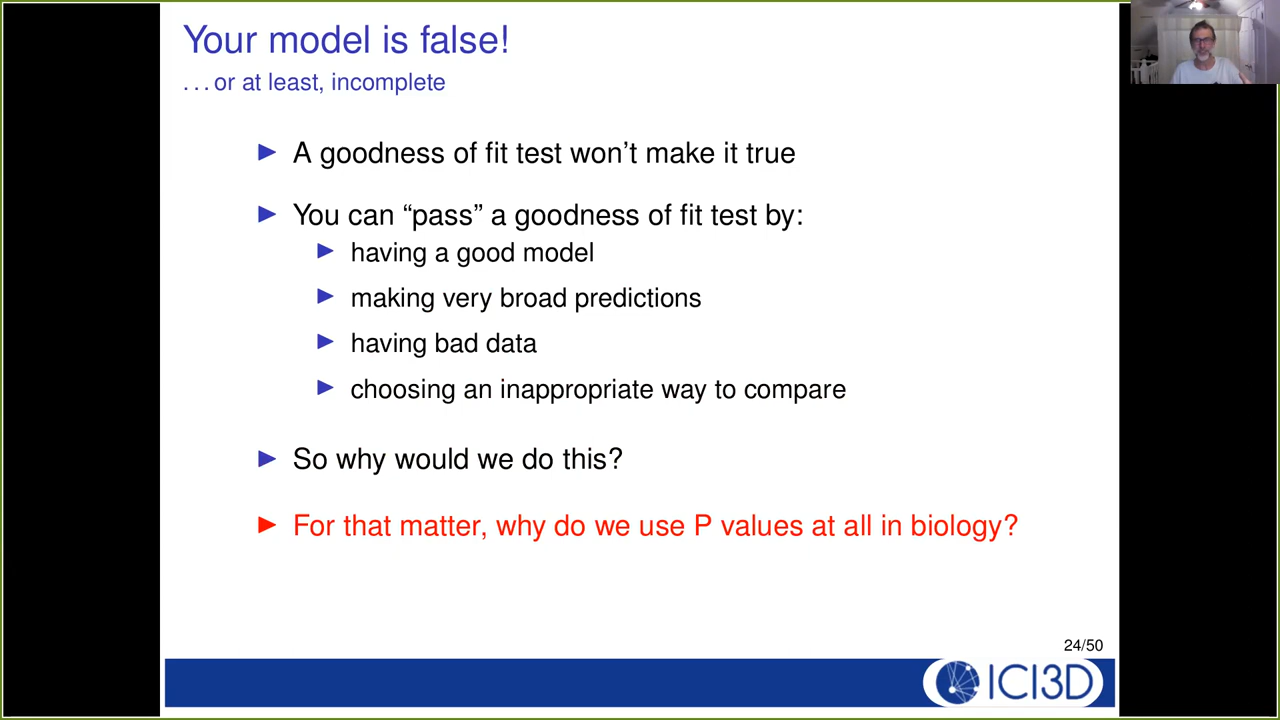 Your model is false!
. . . or at least, incomplete
A goodness of fit test won't make it true
You can “pass” a goodness of fit test by:
having a good model
making very broad predictions
having bad data
choosing an inappropriate way to compare
So why would we do this?
For that matter, why do we use P values at all in biology?
24/50
ICI3D